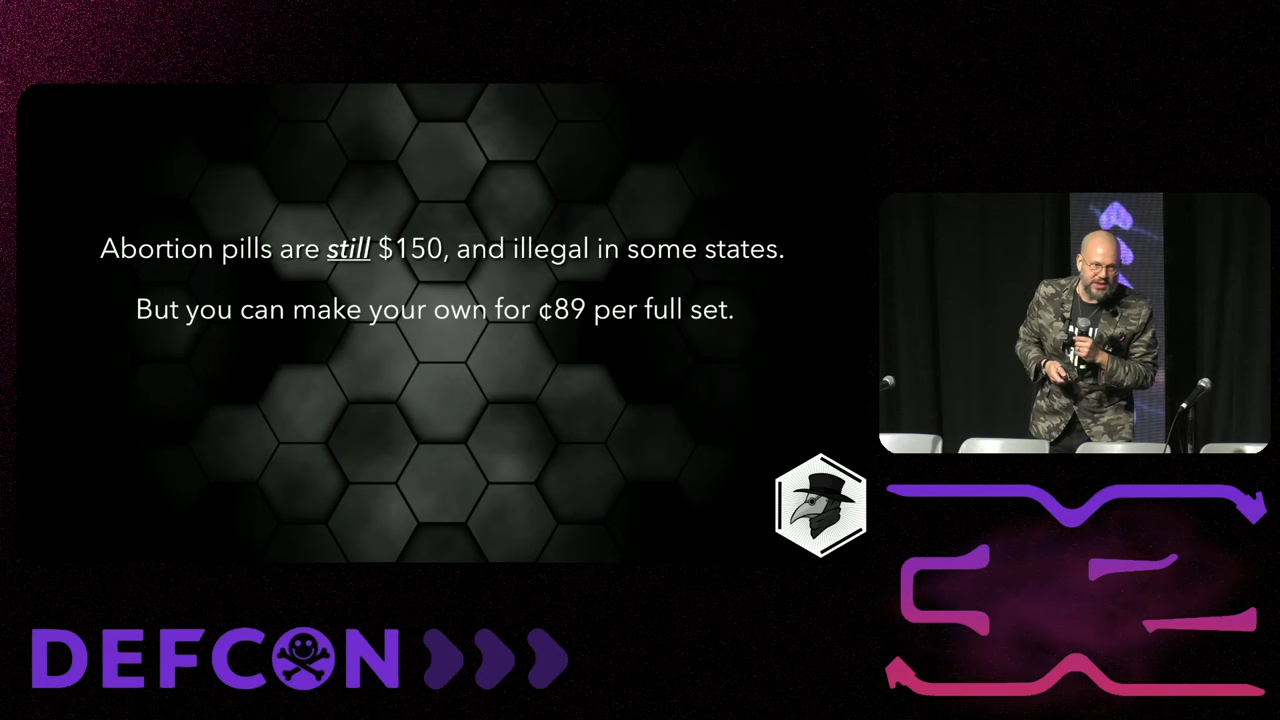 Abortion pills are still $150, and illegal in some states.
But you can make your own for ¢89 per full set.
DEFCON